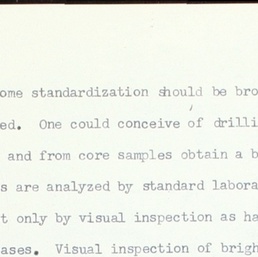 ome standardization should be bro
ed. One could conceive of drilli
and from core samples obtain a b
s are analyzed by standard labora
t only by visual inspection as ha
ases. Visual inspection of brigh